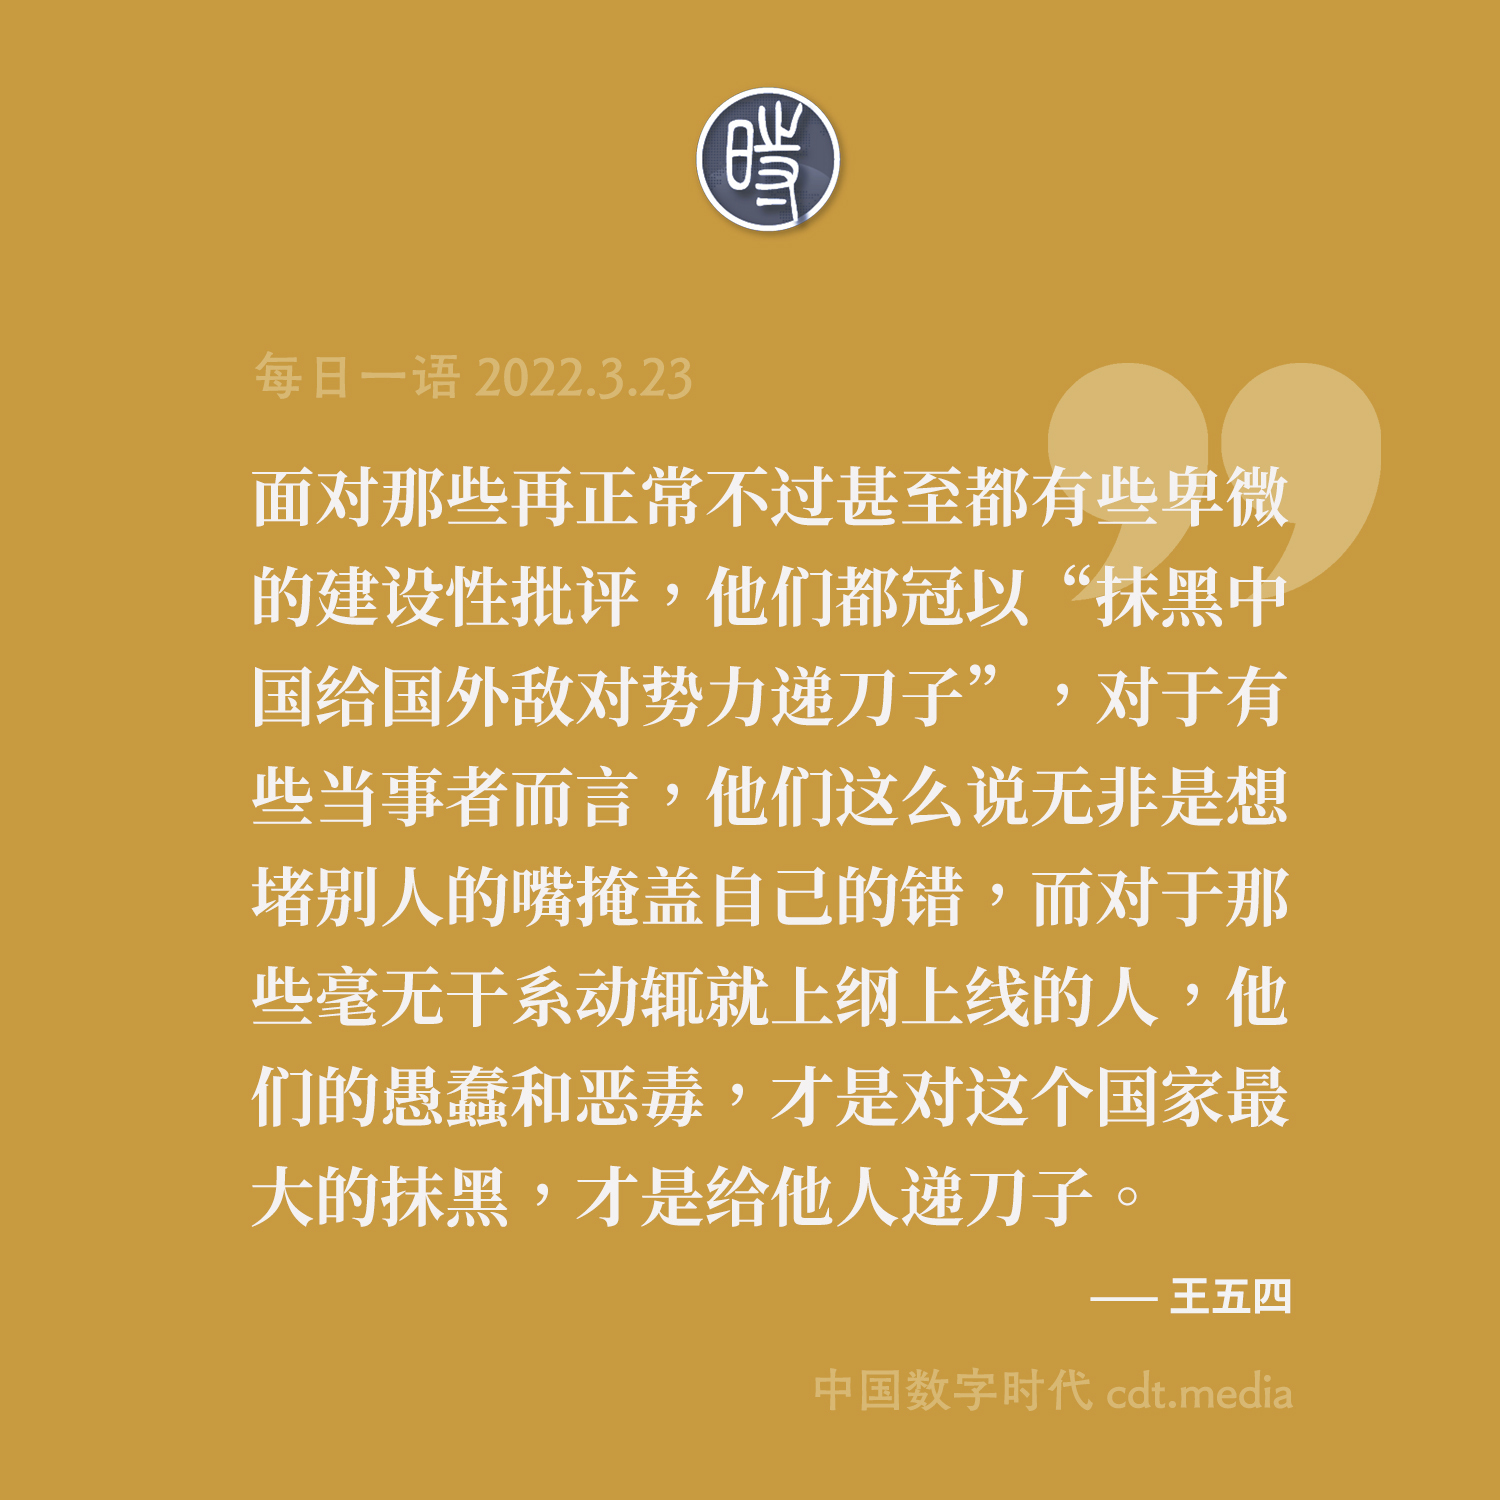 時
每日一语 2022.3.23
面对那些再正常不过甚至都有些卑微
的建设性批评，他们都冠以“抹黑中
国给国外敌对势力递刀子”，对于有
些当事者而言，他们这么说无非是想
堵别人的嘴掩盖自己的错，而对于那
些毫无干系动辄就上纲上线的人，他
们的愚蠢和恶毒，才是对这个国家最
大的抹黑，才是给他人递刀子。
—— 王五四
中国数字时代 cdt.media